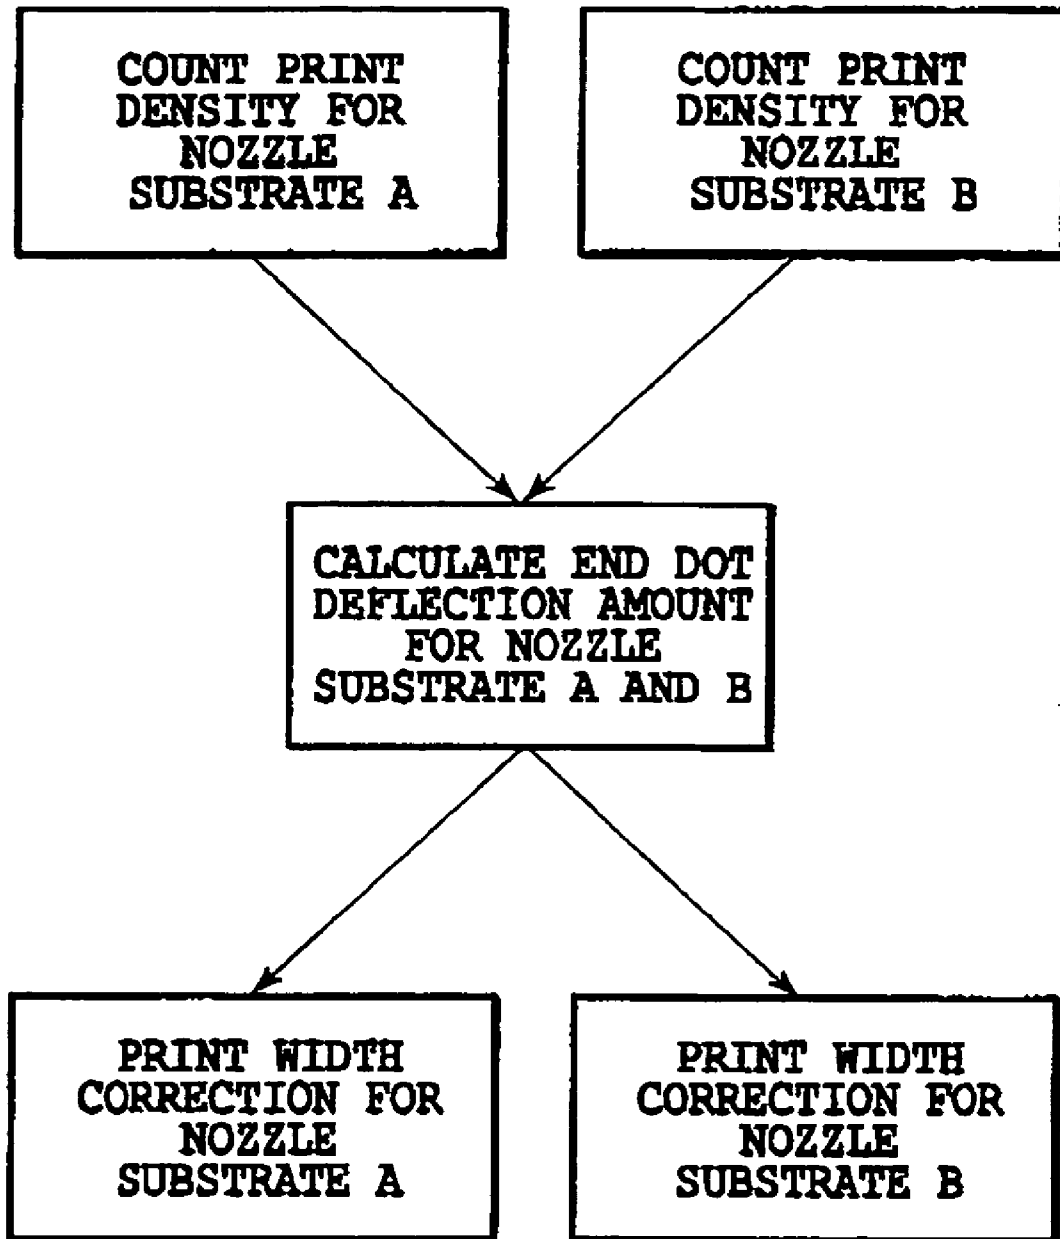 COUNT PRINT
DENSITY FOR
NOZZLE
SUBSTRATE A
COUNT PRINT
DENSITY FOR
NOZZLE
SUBSTRATE B
CALCULATE END DOT
DEFLECTION AMOUNT
FOR NOZZLE
SUBSTRATE A AND B
PRINT WIDTH
CORRECTION FOR
NOZZLE
SUBSTRATE A
PRINT WIDTH
CORRECTION FOR
NOZZLE
SUBSTRATE B